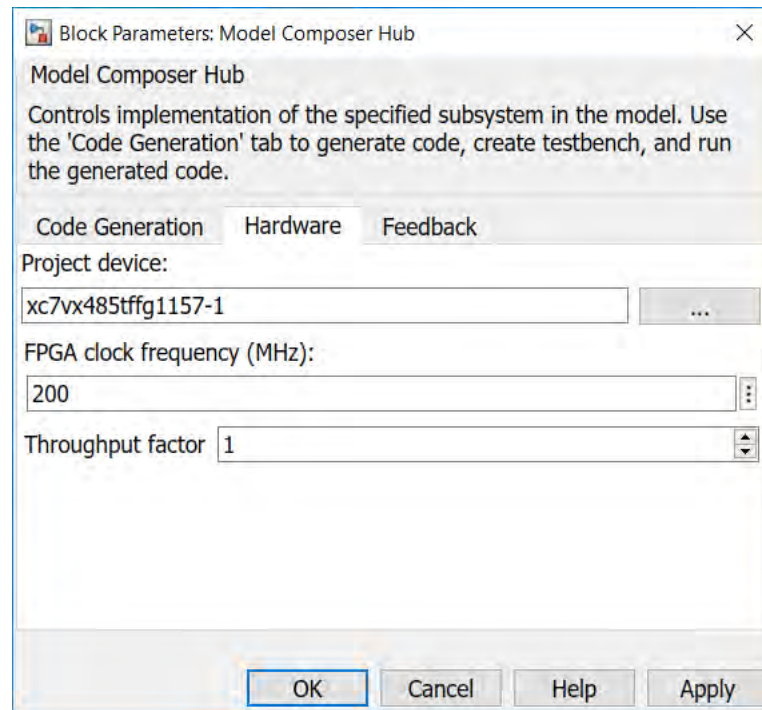 Block Parameters: Model Composer Hub
Model Composer Hub
Controls implementation of the specified subsystem in the model. Use
the 'Code Generation' tab to generate code, create testbench, and run
the generated code.
Code Generation Hardware Feedback
Project device:
xc7vx485tffg1157-1 ...
FPGA clock frequency (MHz):
200
Throughput factor 1
OK Cancel Help Apply